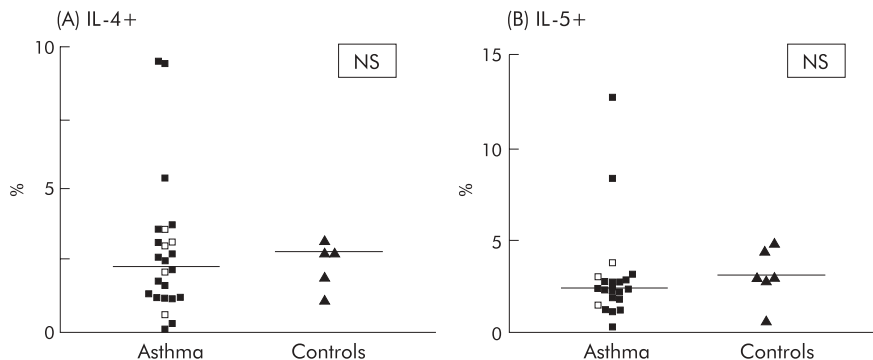 (A) IL-4+
NS
10
5
0
%
Asthma
Controls
(B) IL-5+
NS
15
10
5
0
%
Asthma
Controls